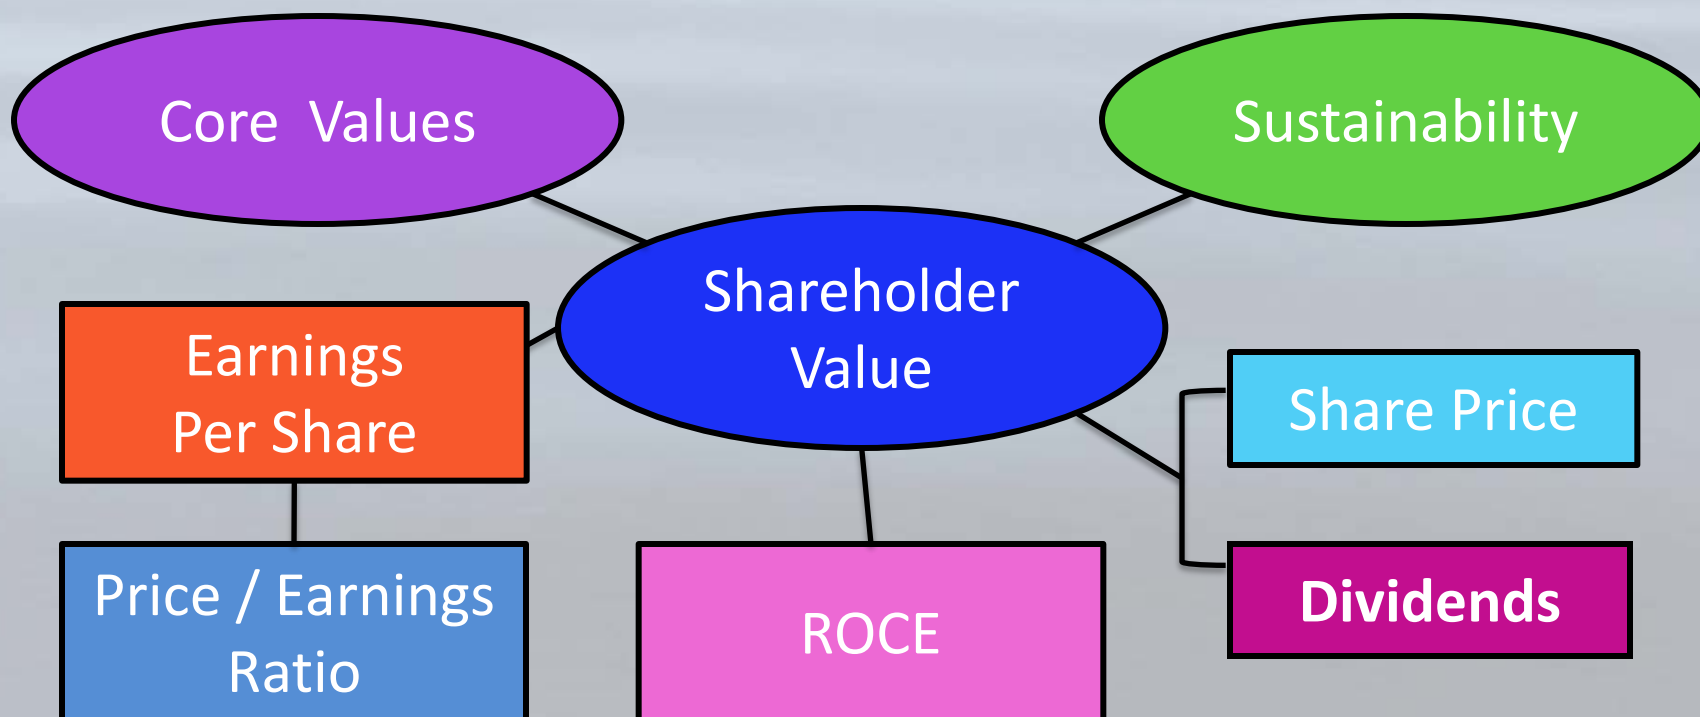 Core Values
Sustainability
Shareholder
Value
Earnings
Per Share
Share Price
Price / Earnings
Ratio
ROCE
Dividends